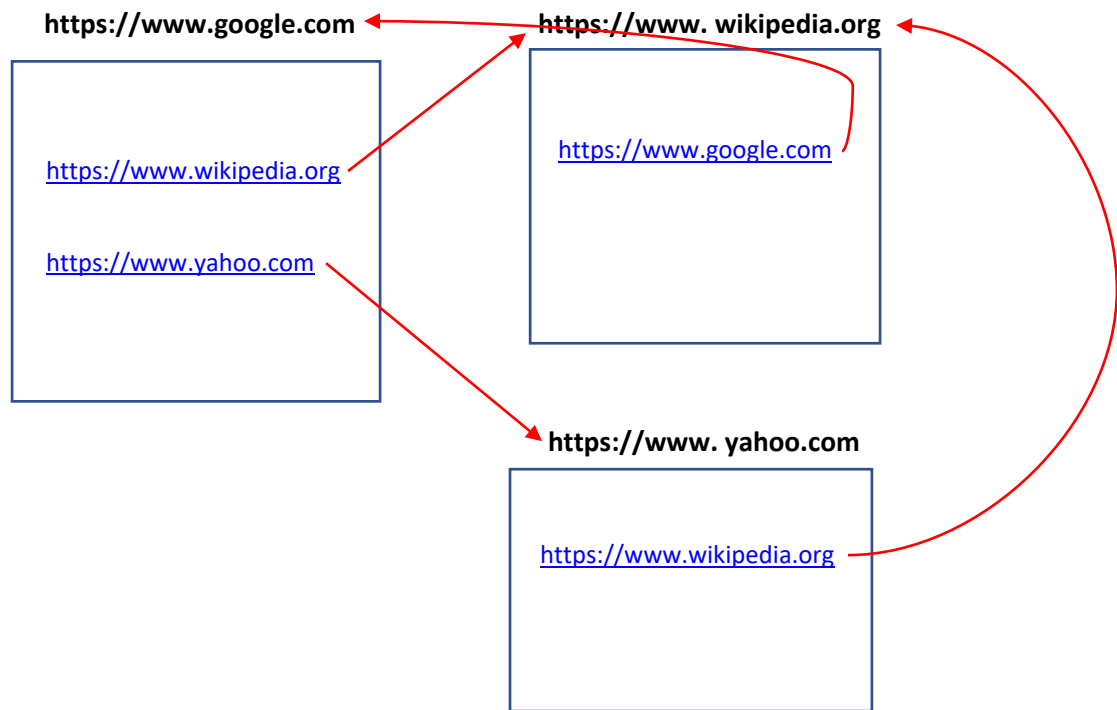 https://www.google.com
https://www.wikipedia.org
https://www.yahoo.com
https://www. wikipedia.org
https://www.google.com
https://www. yahoo.com
https://www.wikipedia.org